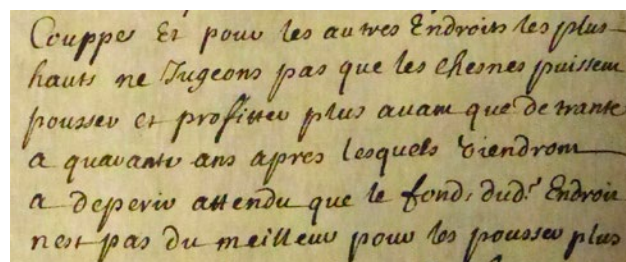 Couppes Et pour les autres Endroits les plus
hauts ne Jugeons pas que les chesnes puissent
pousser et profitter plus auant que de trante
a quarante ans apres lesquels viendront
a deperir attendu que le fond, dud.t Endroit
nest pas du meilleur pour les pousser plus